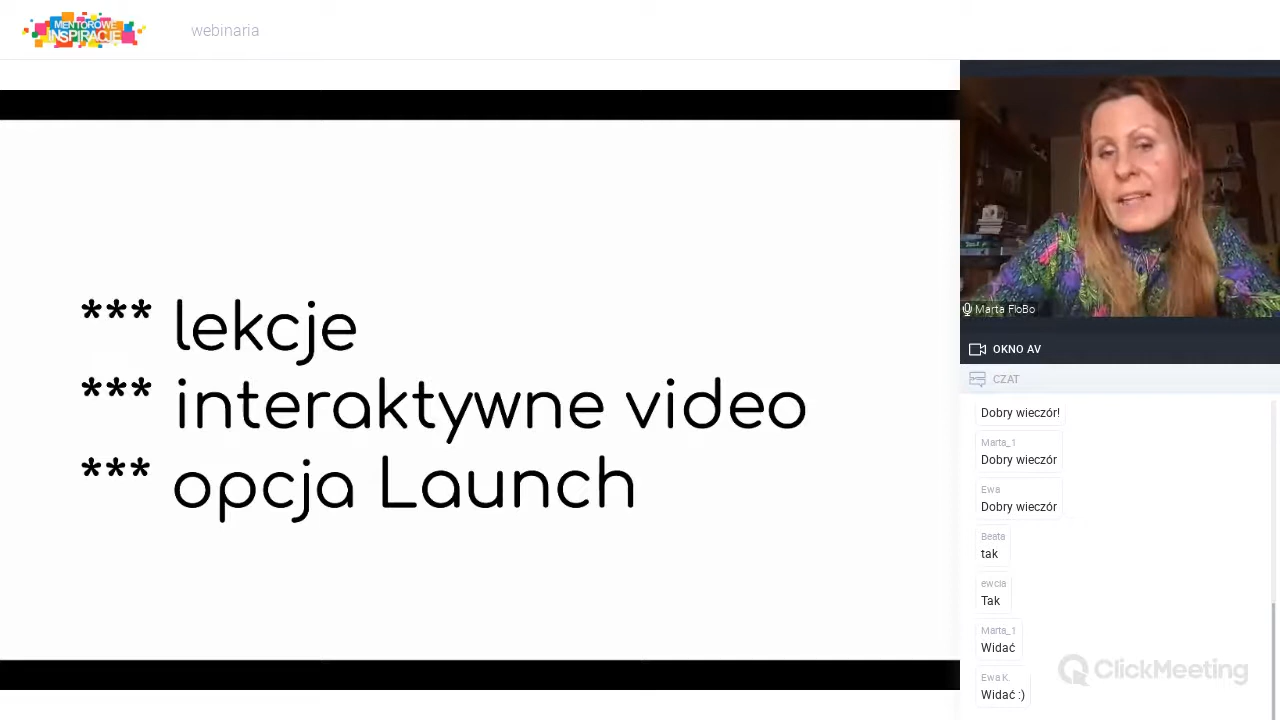 MENTOROWE
INSPIRACJE
webinaria
*** lekcje
*** interaktywne video
*** opcja Launch
Marta FloBo
OKNO AV
CZAT
Dobry wieczór!
Marta_1
Dobry wieczór
Ewa
Dobry wieczór
Beata
tak
ewcia
Tak
Marta_1
Widać
Ewa K.
Widać :)
ClickMeeting